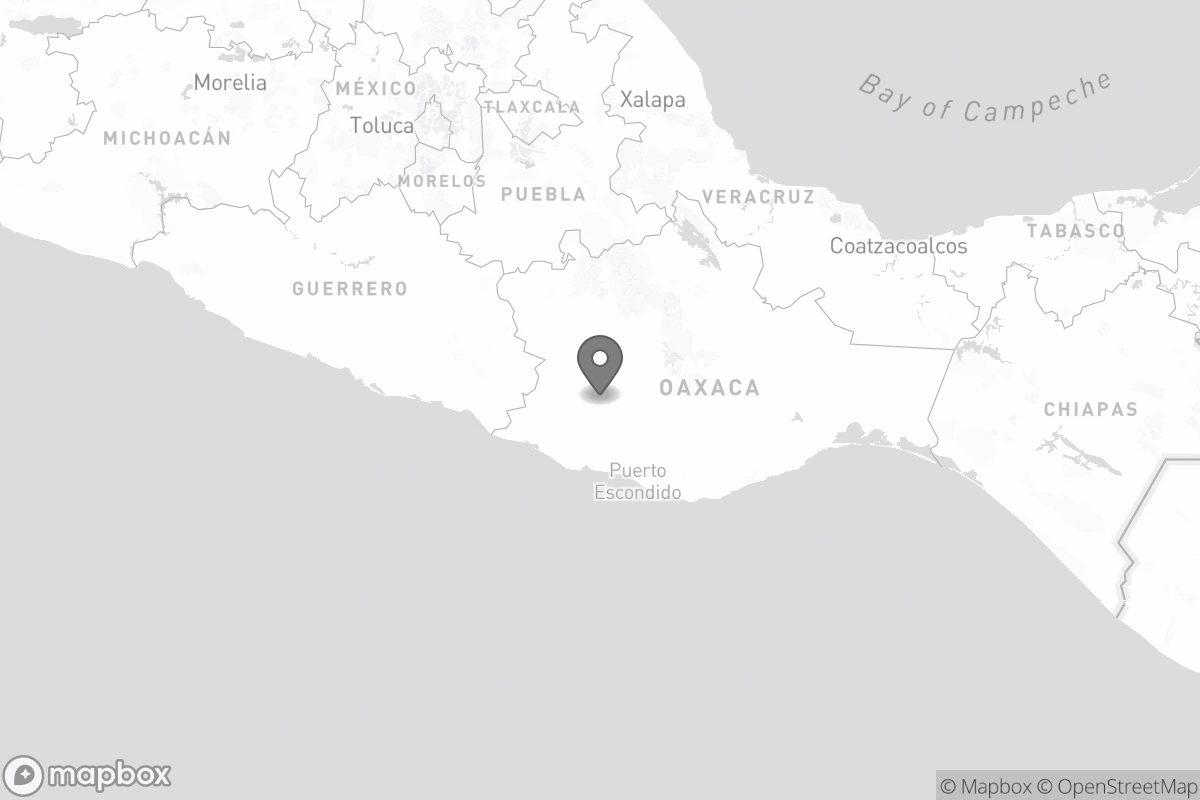 Morelia
MÉXICO
TLAXCALA
Xalapa
Bay of Campeche
Toluca
MICHOACÁN
MORELOS
PUEBLA
VERACRUZ
TABASCO
Coatzacoalcos
GUERRERO
OAXACA
CHIAPAS
Puerto
Escondido
mapbox
© Mapbox © OpenStreetMap